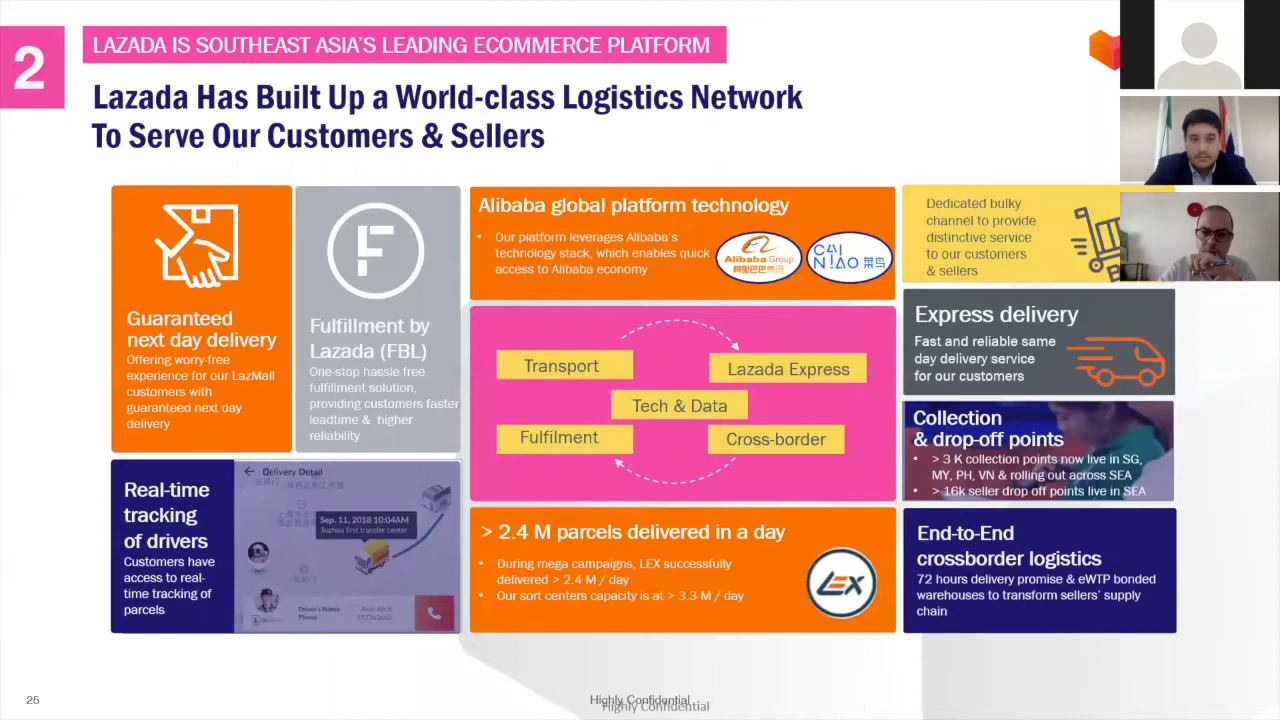 2
LAZADA IS SOUTHEAST ASIA'S LEADING ECOMMERCE PLATFORM
Lazada Has Built Up a World-class Logistics Network
To Serve Our Customers & Sellers
Guaranteed
next day delivery
Offering worry-free
experience for our LazMall
customers with
guaranteed next day
delivery
Fulfillment by
Lazada (FBL)
One-stop hassle free
fulfillment solution,
providing customers faster
leadtime & higher
reliability
Alibaba global platform technology
• Our platform leverages Alibaba's
technology stack, which enables quick
access to Alibaba economy
Alibaba Group
阿里巴巴集团
CAI
NIAO 菜鸟
Dedicated bulky
channel to provide
distinctive service
to our customers
& sellers
Transport
Lazada Express
Tech & Data
Fulfilment
Cross-border
Express delivery
Fast and reliable same
day delivery service
for our customers
Collection
& drop-off points
• > 3 K collection points now live in SG,
MY, PH, VN & rolling out across SEA
• > 16k seller drop off points live in SEA
Real-time
tracking
of drivers
Customers have
access to real-
time tracking of
parcels
Delivery Detail
Sep. 11, 2018 10:04AM
Suzhou first transfer center
Driver's Name
Phone
> 2.4 M parcels delivered in a day
• During mega campaigns, LEX successfully
delivered > 2.4 M / day
• Our sort centers capacity is at > 3.3 M / day
LEX
End-to-End
crossborder logistics
72 hours delivery promise & eWTP bonded
warehouses to transform sellers' supply
chain
25
Highly Confidential
Highly Confidential